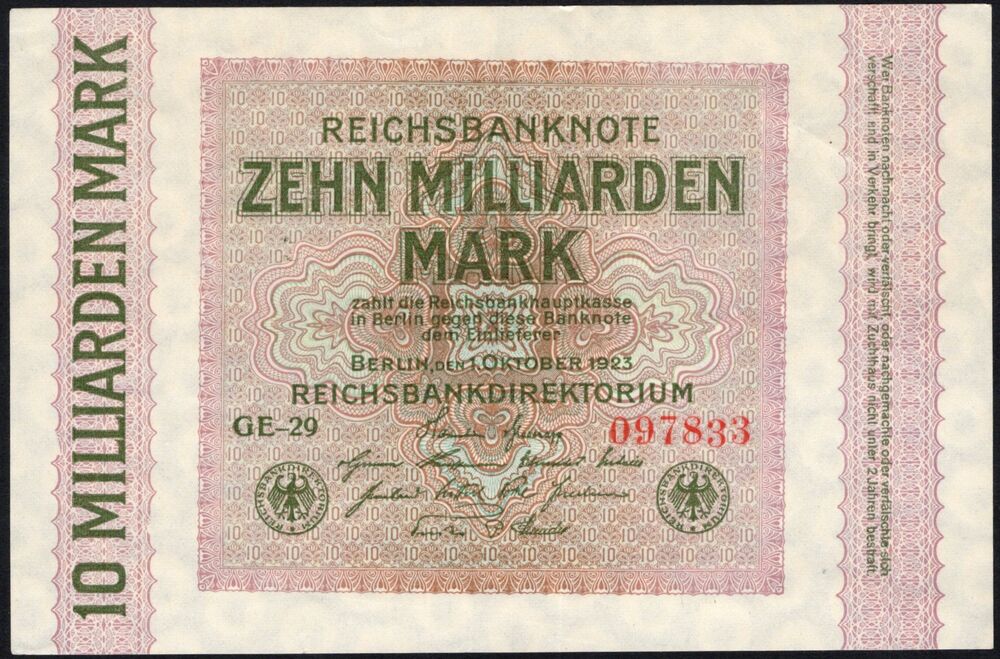 10 MILLIARDEN MARK
REICHSBANKNOTE
ZEHN MILLIARDEN
MARK
zahlt die Reichsbankhauptkasse
in Berlin gegen diese Banknote
dem Einlieferer
BERLIN, DEN 1. OKTOBER 1923
REICHSBANKDIREKTORIUM
GE-29
097833
REICHSBANKDIREKTORIUM
REICHSBANKDIREKTORIUM
Wer Banknoten nachmacht oder verfälscht oder nachgemachte oder verfälschte sich
verschafft und in Verkehr bringt, wird mit Zuchthaus nicht unter 2 Jahren bestraft.